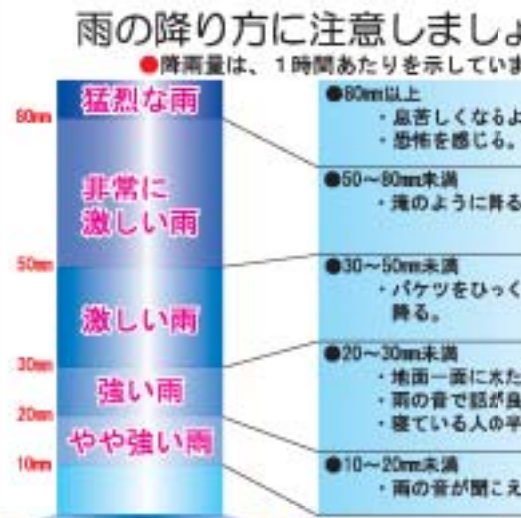 雨の降り方に注意しましょ
●降雨量は、1時間あたりを示していま
猛烈な雨
80mm
非常に
激しい雨
50mm
激しい雨
30mm
強い雨
20mm
やや強い雨
10mm
●80mm以上
・息苦しくなるよ
・恐怖を感じる。
●50～80mm未満
・滝のように降る
●30～50mm未満
・バケツをひっく
降る。
●20～30mm未満
・地面一面に水た
・雨の音で話が良
・寝ている人の半
●10～20mm未満
・雨の音が聞こえ